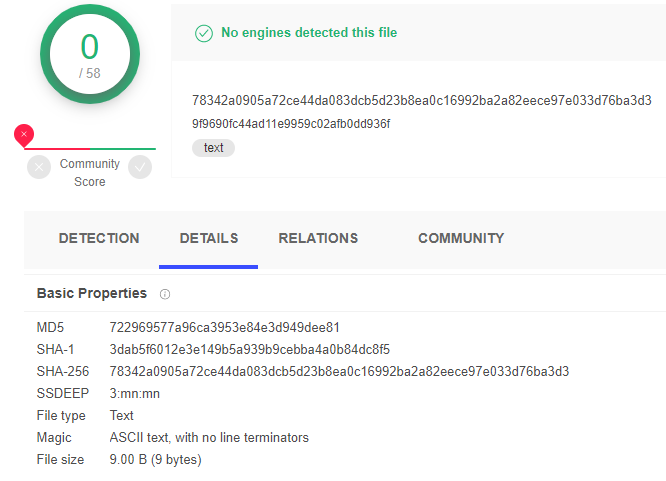 0
/ 58
Community
Score
No engines detected this file
78342a0905a72ce44da083dcb5d23b8ea0c16992ba2a82eece97e033d76ba3d3
9f9690fc44ad11e9959c02afb0dd936f
text
DETECTION DETAILS RELATIONS COMMUNITY
Basic Properties
MD5 722969577a96ca3953e84e3d949dee81
SHA-1 3dab5f6012e3e149b5a939b9cebba4a0b84dc8f5
SHA-256 78342a0905a72ce44da083dcb5d23b8ea0c16992ba2a82eece97e033d76ba3d3
SSDEEP 3:mn:mn
File type Text
Magic ASCII text, with no line terminators
File size 9.00 B (9 bytes)